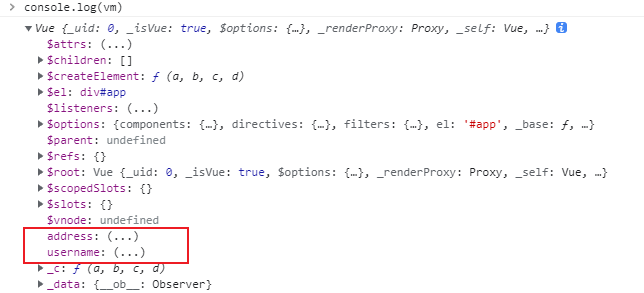 > console.log(vm)
▼Vue {_uid: 0, _isVue: true, $options: {…}, _renderProxy: Proxy, _self: Vue, …} i
$attrs: (...)
▶$children: []
▶$createElement: ƒ (a, b, c, d)
▶$el: div#app
$listeners: (...)
▶$options: {components: {…}, directives: {…}, filters: {…}, el: '#app', _base: ƒ, …}
$parent: undefined
▶$refs: {}
▶$root: Vue {_uid: 0, _isVue: true, $options: {…}, _renderProxy: Proxy, _self: Vue, …}
▶$scopedSlots: {}
▶$slots: {}
$vnode: undefined
address: (...)
username: (...)
▶_c: ƒ (a, b, c, d)
▶_data: {__ob__: Observer}